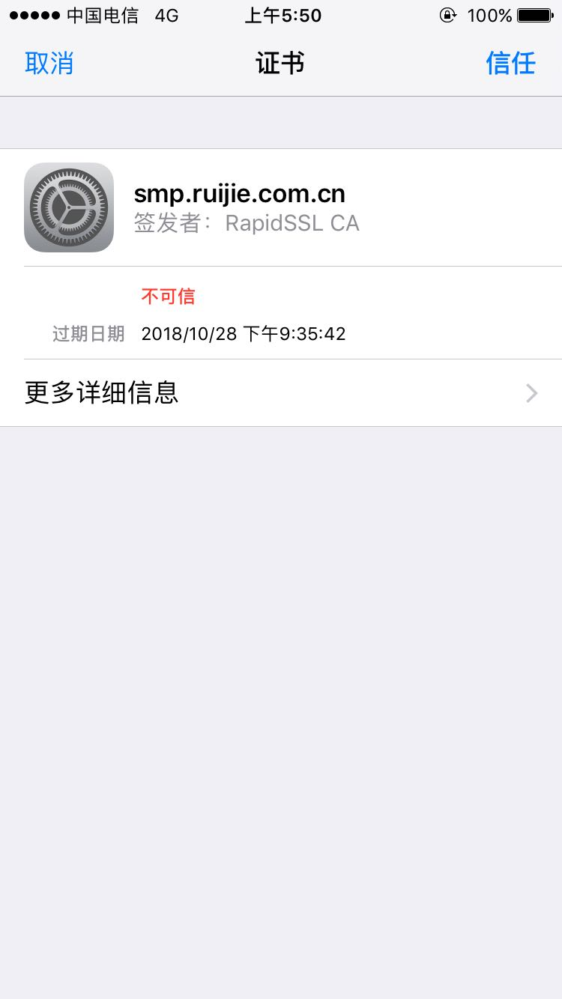 中国电信 4G 上午5:50 100%
取消 证书 信任
smp.ruijie.com.cn
签发者：RapidSSL CA
不可信
过期日期 2018/10/28 下午9:35:42
更多详细信息